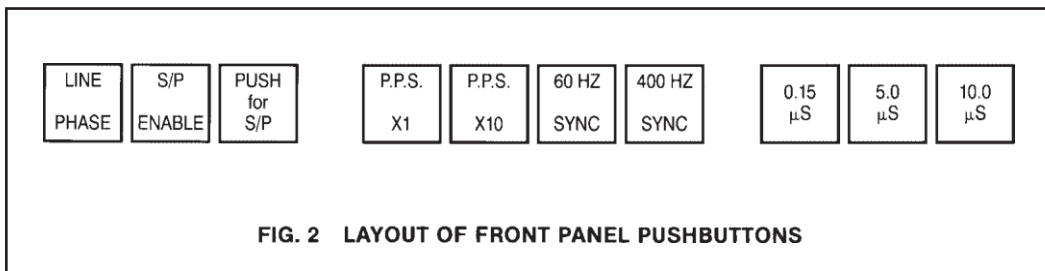 LINE
PHASE
S/P
ENABLE
PUSH
for
S/P
P.P.S.
X1
P.P.S.
X10
60 HZ
SYNC
400 HZ
SYNC
0.15
µS
5.0
µS
10.0
µS
FIG. 2 LAYOUT OF FRONT PANEL PUSHBUTTONS